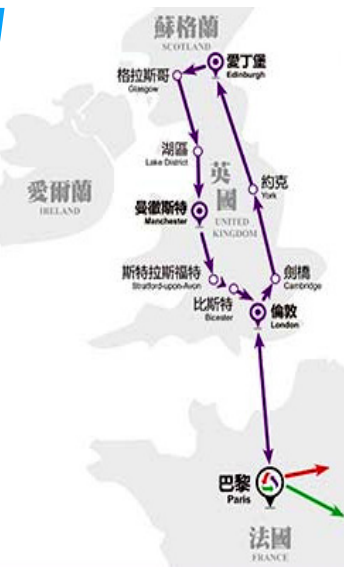 蘇格蘭
SCOTLAND
愛丁堡
Edinburgh
格拉斯哥
Glasgow
湖區
Lake District
英
國
UNITED
KINGDOM
約克
York
愛爾蘭
IRELAND
曼徹斯特
Manchester
斯特拉斯福特
Stratford-upon-Avon
劍橋
Cambridge
比斯特
Bicester
倫敦
London
巴黎
Paris
法國
FRANCE